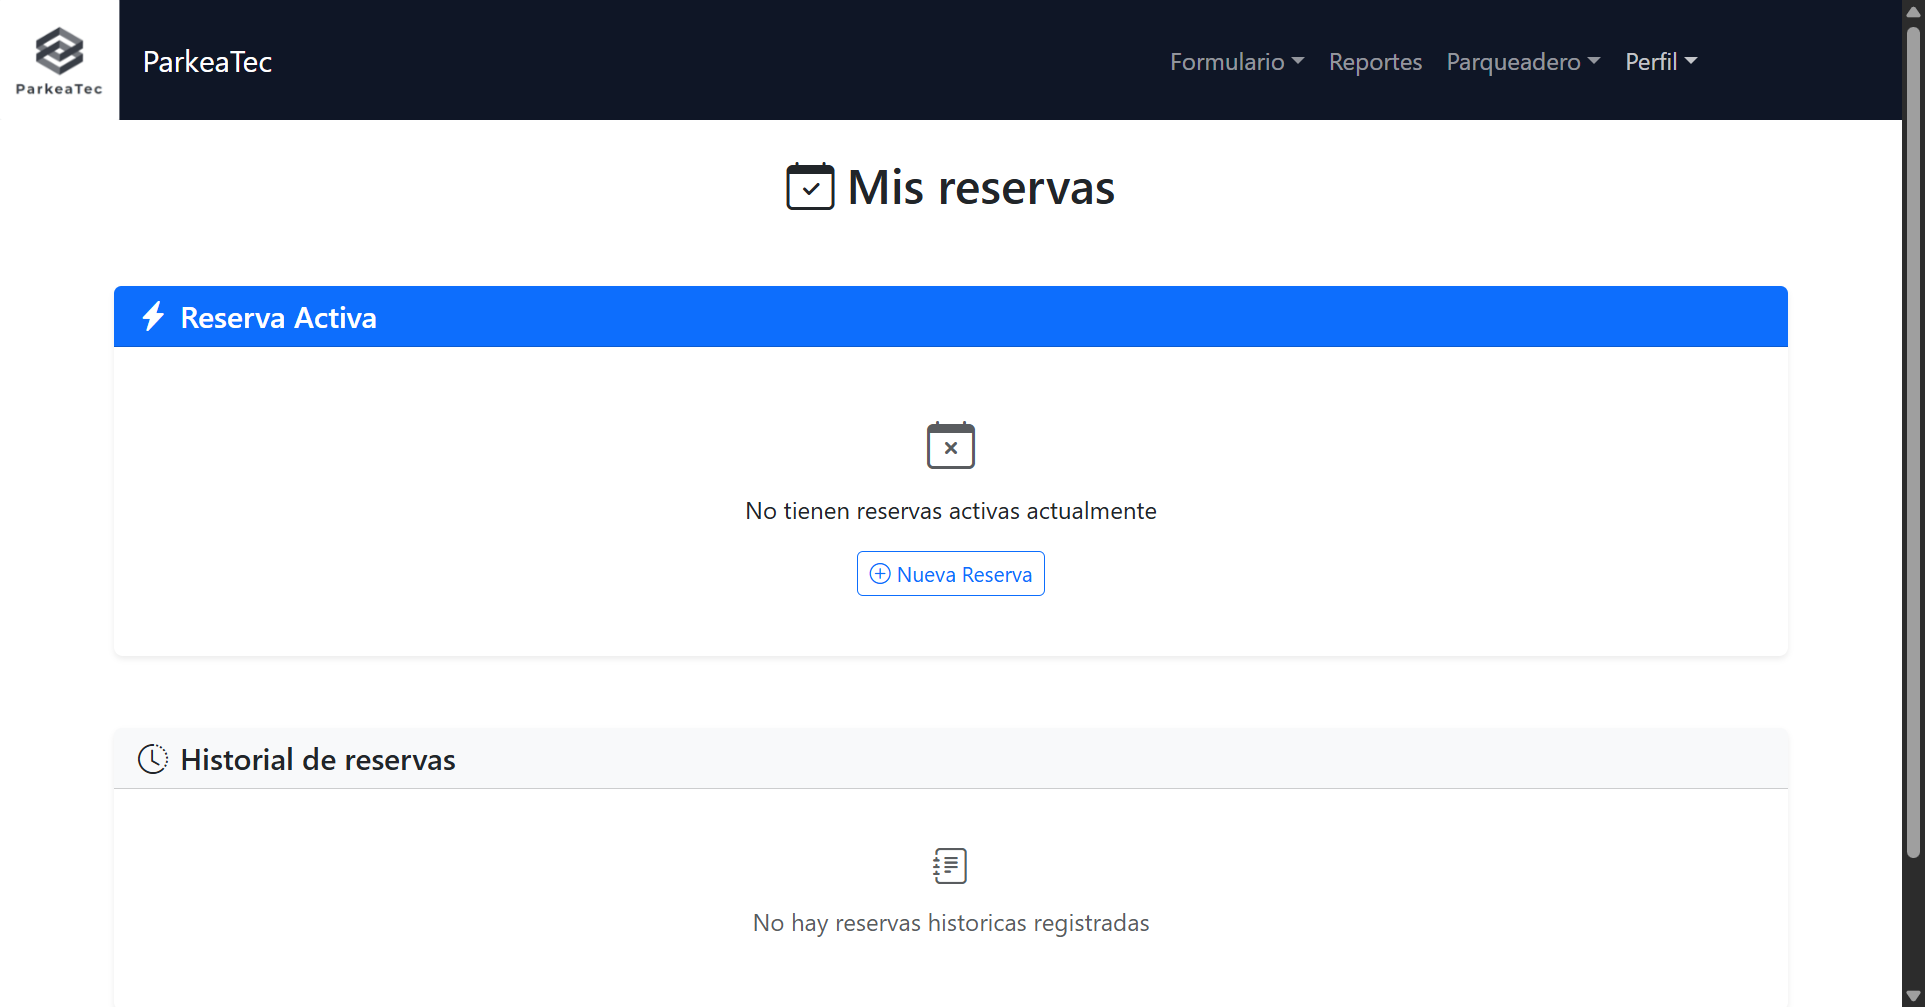 ParkeaTec
ParkeaTec
Formulario
Reportes
Parqueadero
Perfil
Mis reservas
Reserva Activa
No tienen reservas activas actualmente
Nueva Reserva
Historial de reservas
No hay reservas historicas registradas